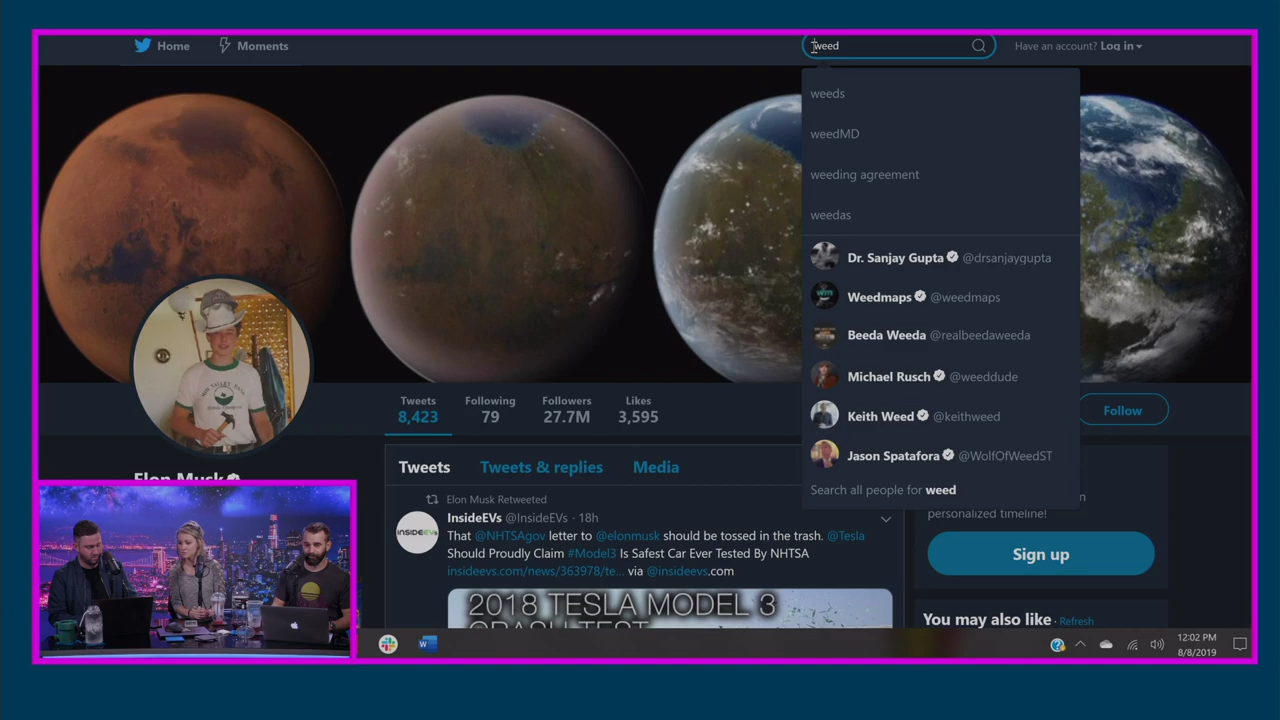 Home
Moments
weed
Have an account? Log in
weeds
weedMD
weeding agreement
weedas
Dr. Sanjay Gupta @drsanjaygupta
Weedmaps @weedmaps
Beeda Weeda @realbeedaweeda
Michael Rusch @weeddude
Keith Weed @keithweed
Jason Spatafora @WolfOfWeedST
Search all people for weed
Tweets
8,423
Following
79
Followers
27.7M
Likes
3,595
Follow
Elon Musk
Tweets
Tweets & replies
Media
Elon Musk Retweeted
INSIDEEVs
InsideEVs @InsideEVs · 18h
That @NHTSAgov letter to @elonmusk should be tossed in the trash. @Tesla
Should Proudly Claim #Model3 Is Safest Car Ever Tested By NHTSA
insideevs.com/news/363978/te... via @insideevs.com
2018 TESLA MODEL 3
CRASH TEST
personalized timeline!
Sign up
You may also like · Refresh
12:02 PM
8/8/2019